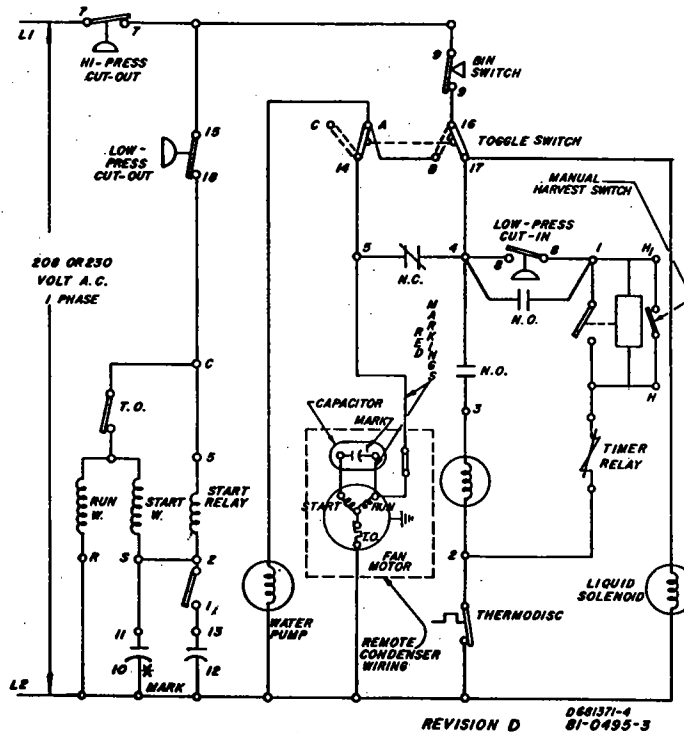 L1
7
7
HI-PRESS
CUT-OUT
9
BIN
SWITCH
9
C
A
16
TOGGLE SWITCH
14
B
17
15
LOW-
PRESS
CUT-OUT
18
MANUAL
HARVEST SWITCH
208 OR 230
VOLT A.C.
1 PHASE
5
N.C.
4
LOW-PRESS
CUT-IN
8
8
1
H1
N.O.
RED
MARKINGS
C
T.O.
N.O.
H
3
CAPACITOR
MARK
5
RUN
W.
START
W.
START
RELAY
START
RUN
T.O.
FAN
MOTOR
TIMER
RELAY
R
S
2
2
WATER
PUMP
THERMODISC
LIQUID
SOLENOID
11
13
REMOTE
CONDENSER
WIRING
10
*
12
MARK
L2
REVISION D
D681371-4
81-0495-3